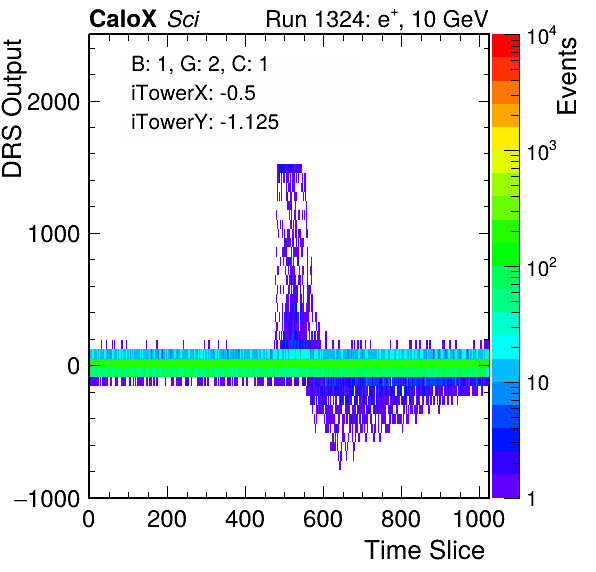 CaloX Sci Run 1324: e⁺, 10 GeV
B: 1, G: 2, C: 1
iTowerX: -0.5
iTowerY: -1.125
DRS Output
2000
1000
0
−1000
0 200 400 600 800 1000
Time Slice
Events
10⁴
10³
10²
10
1